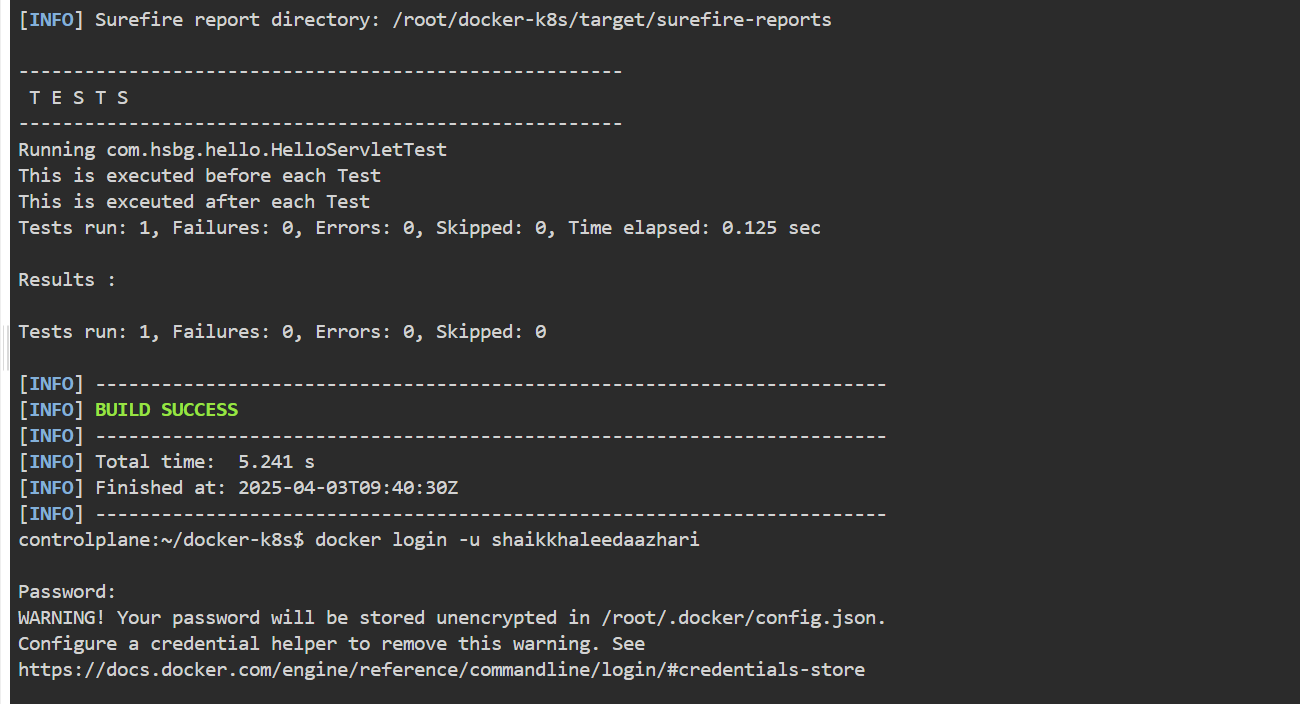 [INFO] Surefire report directory: /root/docker-k8s/target/surefire-reports
-------------------------------------------------------
T E S T S
-------------------------------------------------------
Running com.hsbg.hello.HelloServletTest
This is executed before each Test
This is exceuted after each Test
Tests run: 1, Failures: 0, Errors: 0, Skipped: 0, Time elapsed: 0.125 sec
Results :
Tests run: 1, Failures: 0, Errors: 0, Skipped: 0
[INFO] ------------------------------------------------------------------------
[INFO] BUILD SUCCESS
[INFO] ------------------------------------------------------------------------
[INFO] Total time:  5.241 s
[INFO] Finished at: 2025-04-03T09:40:30Z
[INFO] ------------------------------------------------------------------------
controlplane:~/docker-k8s$ docker login -u shaikkhaleedaazhari
Password:
WARNING! Your password will be stored unencrypted in /root/.docker/config.json.
Configure a credential helper to remove this warning. See
https://docs.docker.com/engine/reference/commandline/login/#credentials-store